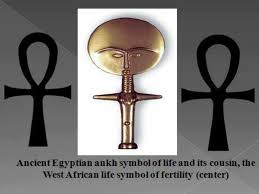 Ancient Egyptian ankh symbol of life and its cousin, the
West African life symbol of fertility (center)